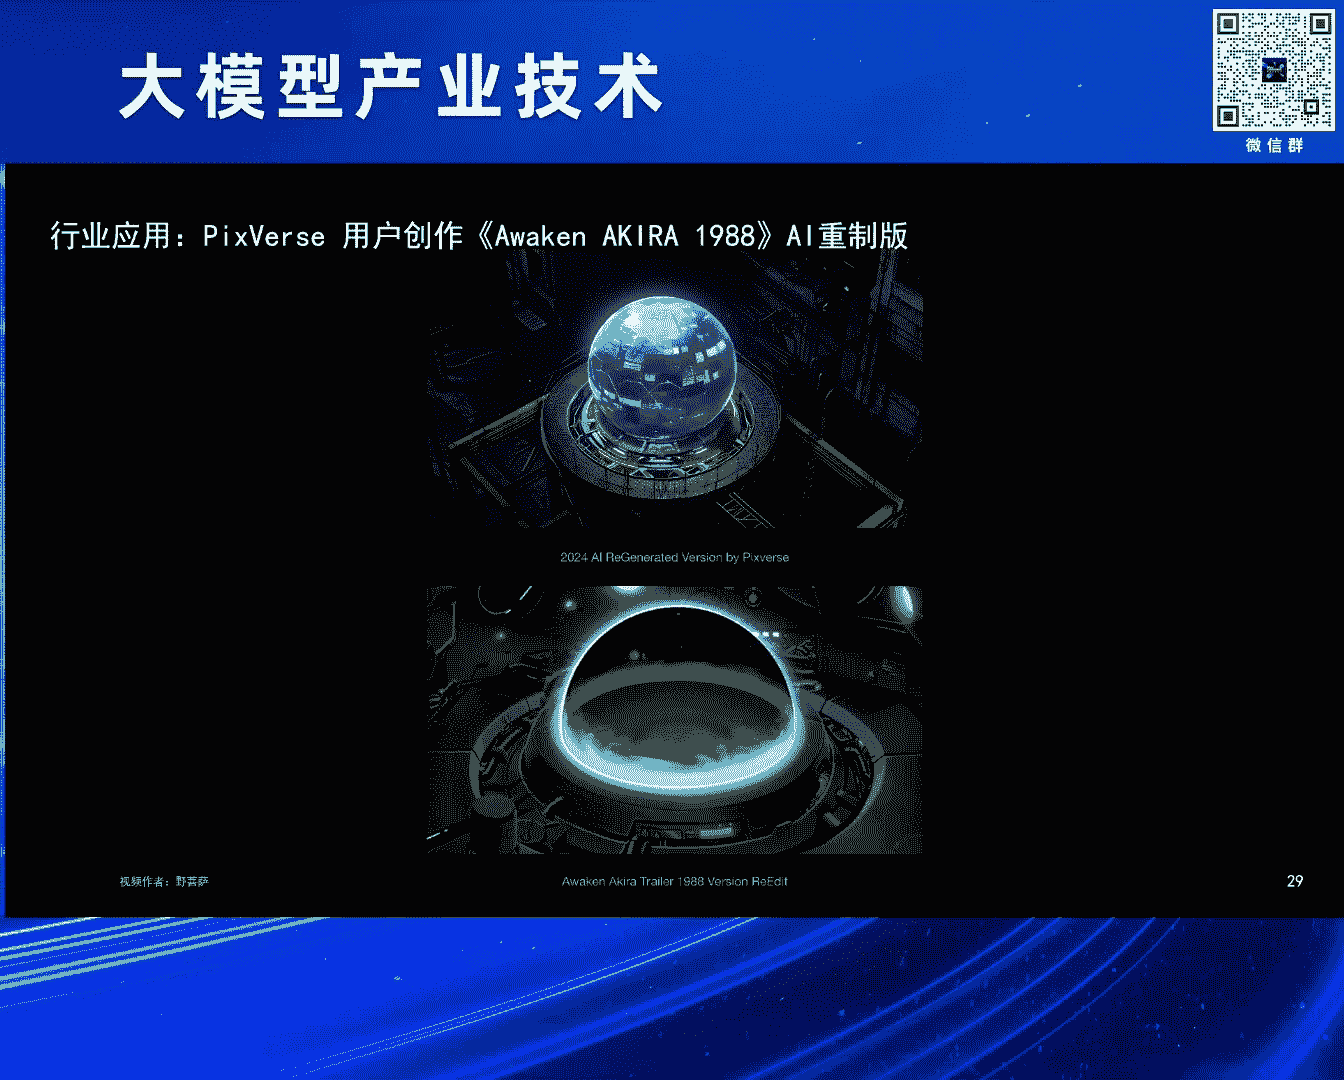 大模型产业技术
微信群
行业应用：PixVerse 用户创作《Awaken AKIRA 1988》AI重制版
2024 AI ReGenerated Version by Pixverse
视频作者：野菩萨
Awaken Akira Trailer 1988 Version ReEdit
29